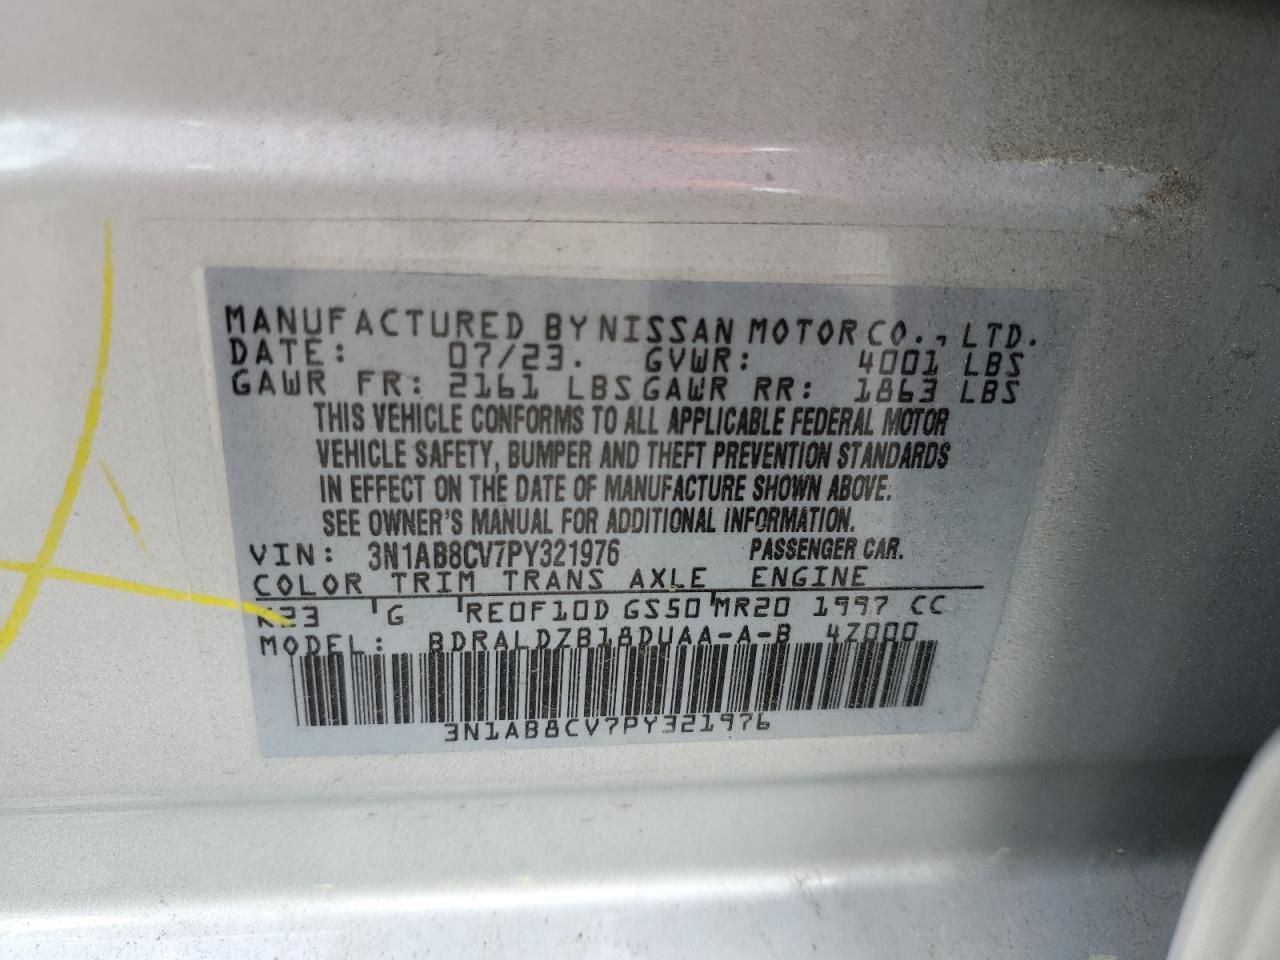 MANUFACTURED BY NISSAN MOTOR CO., LTD.
DATE: 07/23. GVWR: 4001 LBS
GAWR FR: 2161 LBS GAWR RR: 1863 LBS
THIS VEHICLE CONFORMS TO ALL APPLICABLE FEDERAL MOTOR
VEHICLE SAFETY, BUMPER AND THEFT PREVENTION STANDARDS
IN EFFECT ON THE DATE OF MANUFACTURE SHOWN ABOVE.
SEE OWNER'S MANUAL FOR ADDITIONAL INFORMATION.
VIN: 3N1AB8CV7PY321976 PASSENGER CAR.
COLOR TRIM TRANS AXLE ENGINE
K23 G RE0F10D GS50 MR20 1997 CC
MODEL: BDRALDZB18DUAA-A-B 4Z000
3N1AB8CV7PY321976